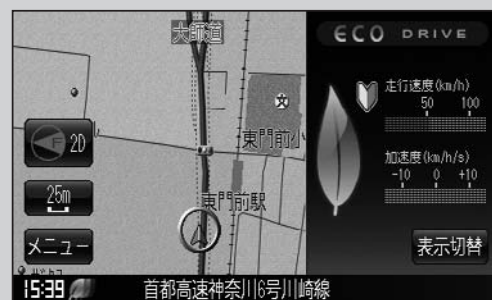 大師道
ECO DRIVE
走行速度(km/h)
50 100
2D
東門前小
加速度(km/h/s)
-10 0 +10
25m
東門前駅
メニュー
表示切替
15:39
首都高速神奈川6号川崎線